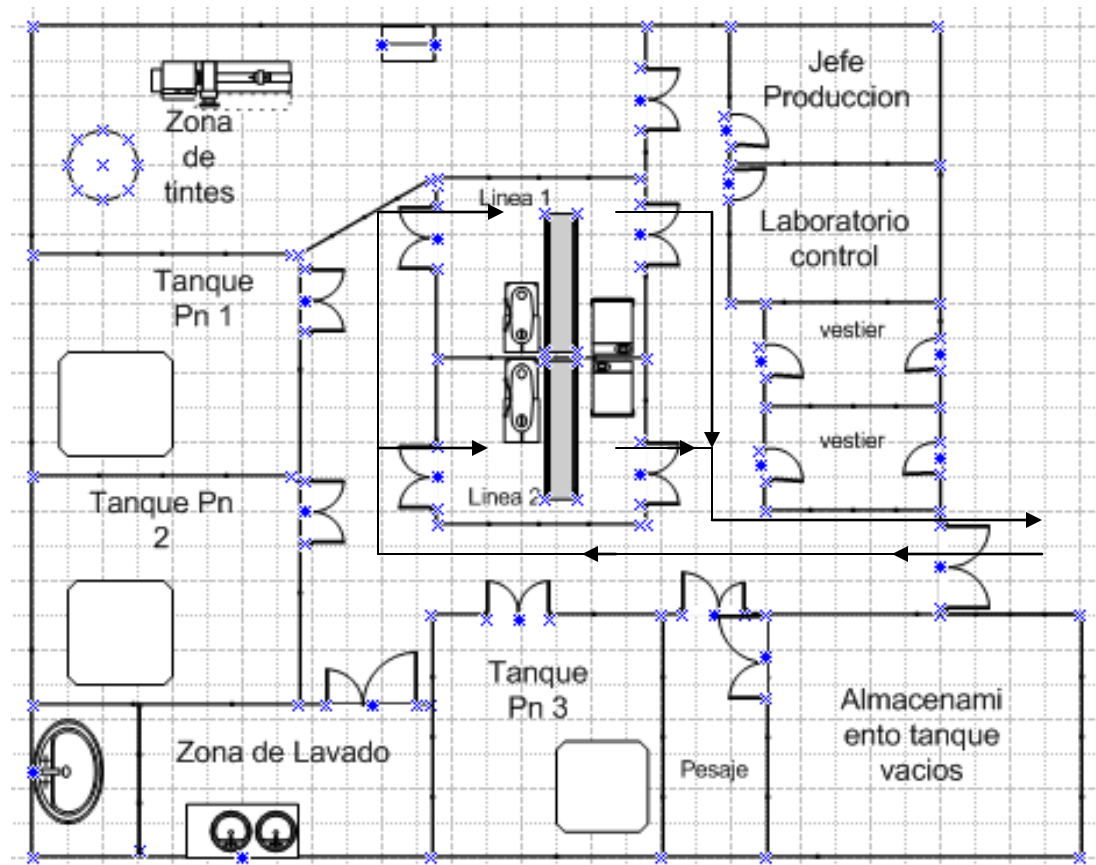 Jefe
Produccion
Zona
de
tintes
Linea 1
Laboratorio
control
Tanque
Pn 1
vestier
vestier
Linea 2
Tanque Pn
2
Tanque
Pn 3
Almacenami
ento tanque
vacios
Zona de Lavado
Pesaje